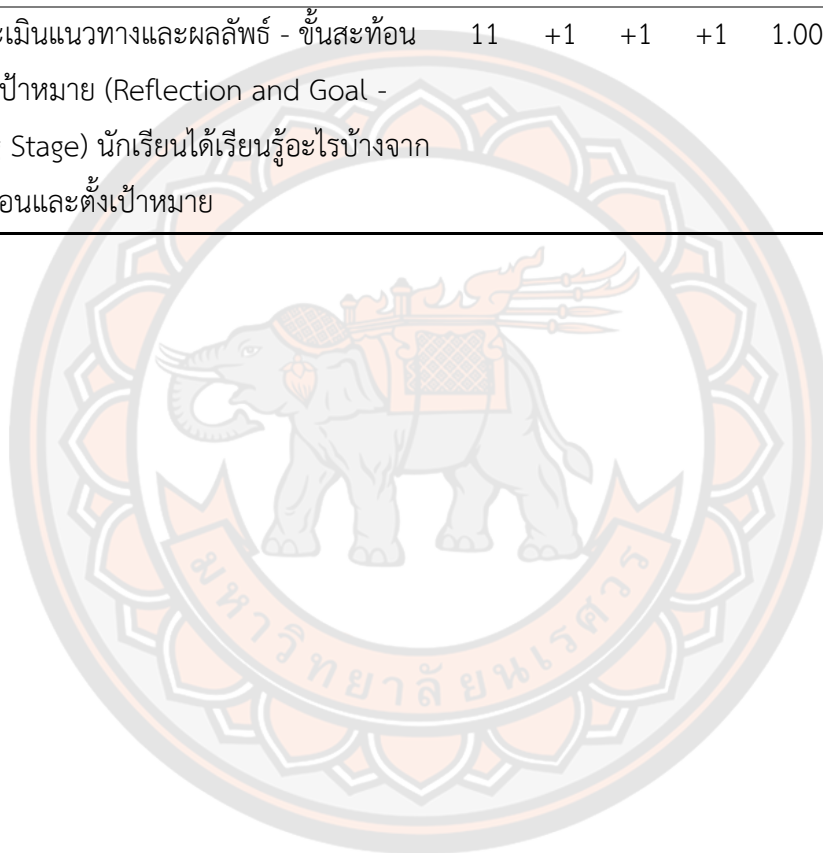 ะเมินแนวทางและผลลัพธ์ - ขั้นสะท้อน 11 +1 +1 +1 1.00
ป้าหมาย (Reflection and Goal -
Stage) นักเรียนได้เรียนรู้อะไรบ้างจาก
อนและตั้งเป้าหมาย
มหาวิทยาลัยนเรศวร